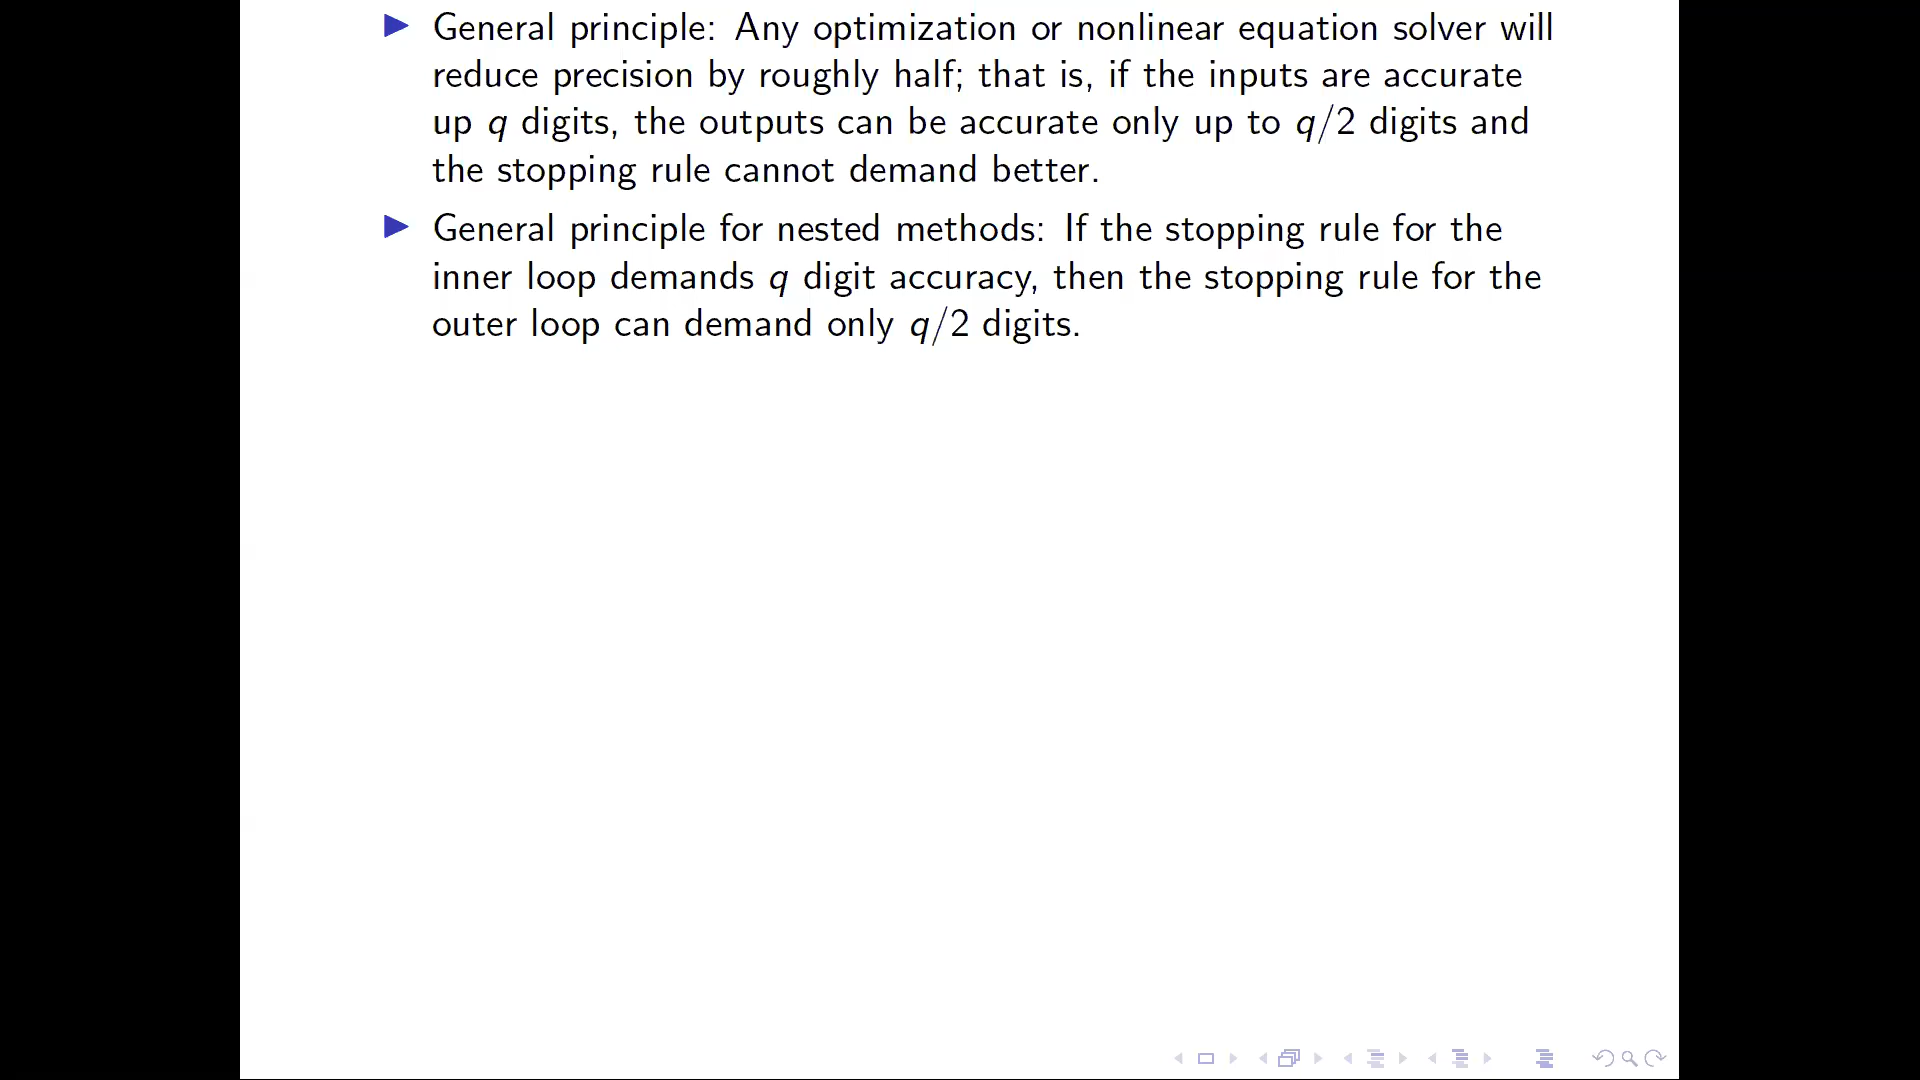 General principle: Any optimization or nonlinear equation solver will
reduce precision by roughly half; that is, if the inputs are accurate
up q digits, the outputs can be accurate only up to q/2 digits and
the stopping rule cannot demand better.
General principle for nested methods: If the stopping rule for the
inner loop demands q digit accuracy, then the stopping rule for the
outer loop can demand only q/2 digits.